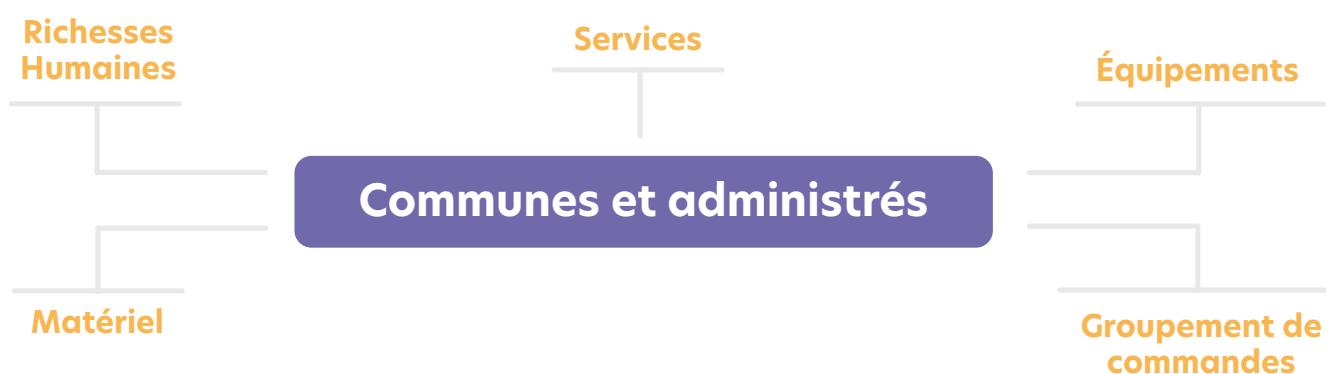 Richesses
Humaines
Services
Équipements
Communes et administrés
Matériel
Groupement de
commandes